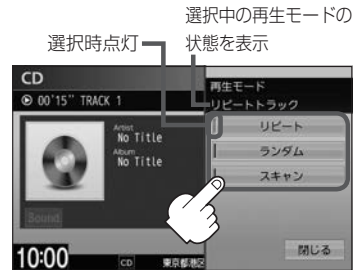 選択中の再生モードの
状態を表示
選択時点灯
CD
00'15" TRACK 1
Artist
No Title
Album
No Title
Sound
10:00
CD
東京都港区
再生モード
リピートトラック
リピート
ランダム
スキャン
閉じる